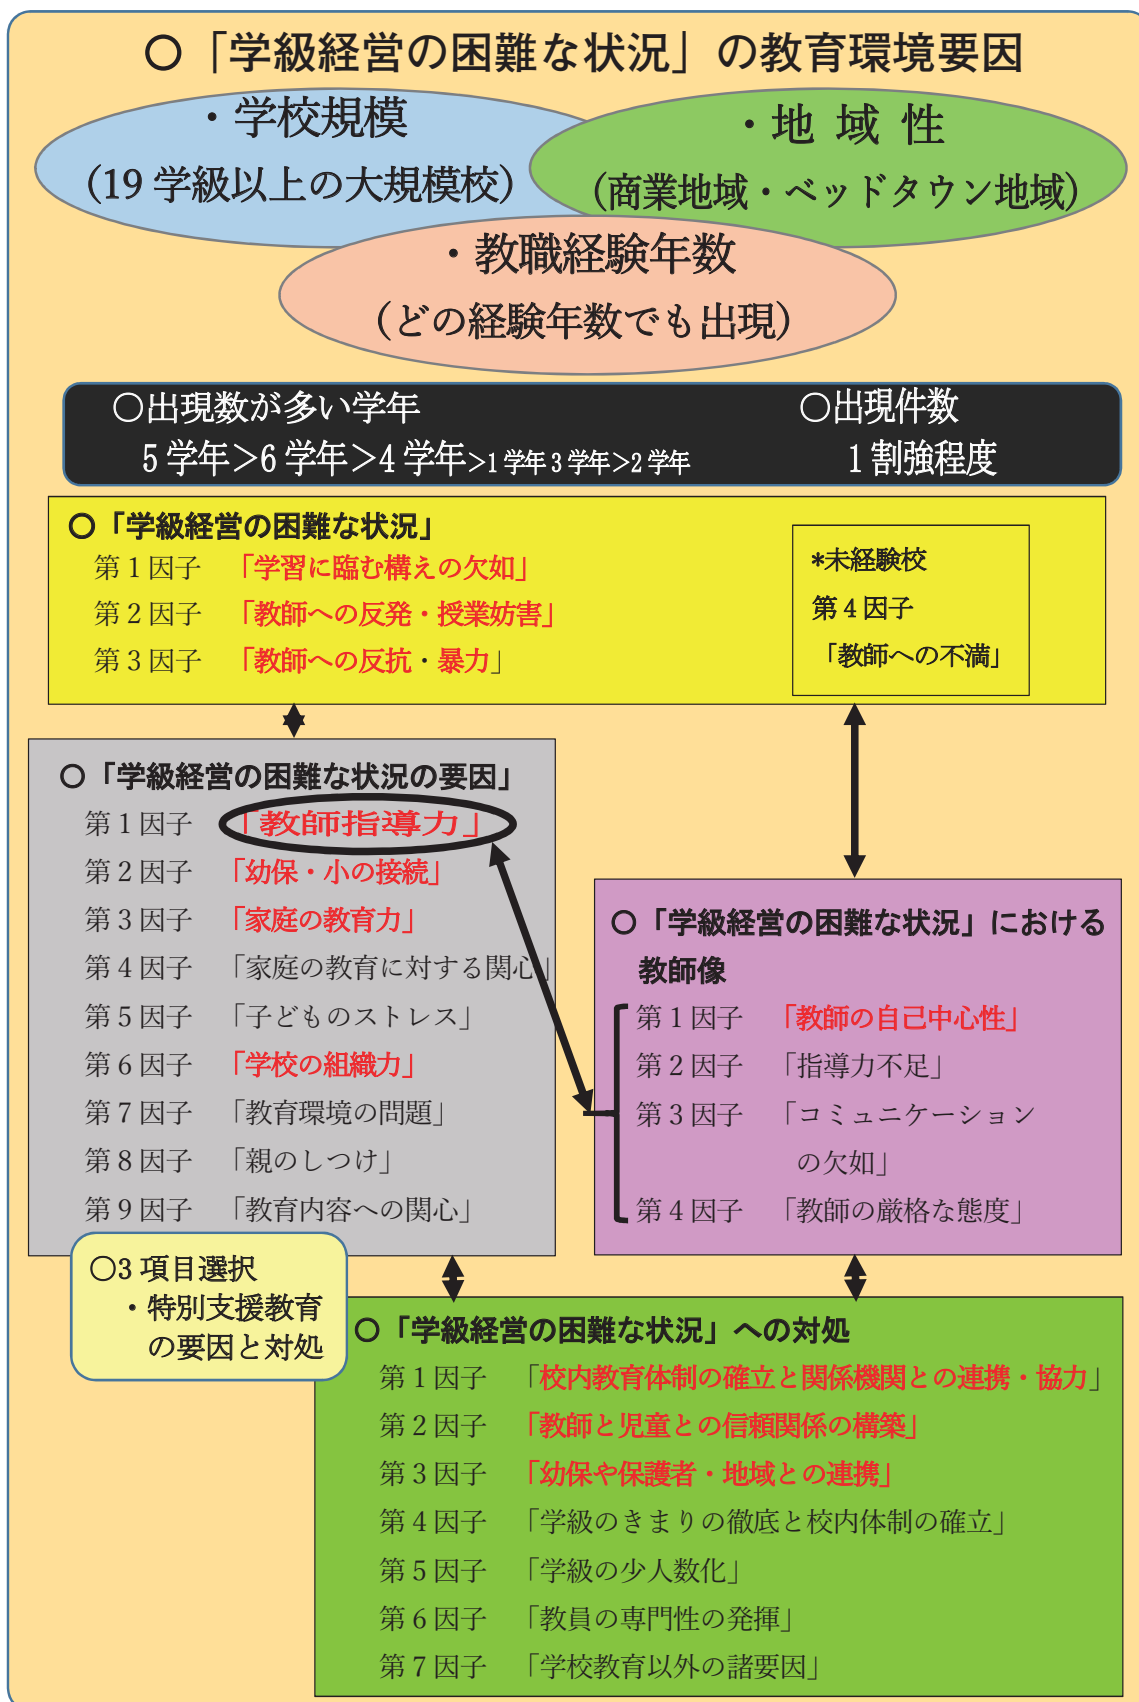 〇「学級経営の困難な状況」の教育環境要因
・学校規模
(19 学級以上の大規模校)
・地 域 性
(商業地域・ベッドタウン地域)
・教職経験年数
(どの経験年数でも出現)
〇出現数が多い学年
5 学年>6 学年>4 学年>1 学年 3 学年>2 学年
〇出現件数
1 割強程度
〇「学級経営の困難な状況」
第 1 因子 「学習に臨む構えの欠如」
第 2 因子 「教師への反発・授業妨害」
第 3 因子 「教師への反抗・暴力」
*未経験校
第 4 因子
「教師への不満」
〇「学級経営の困難な状況の要因」
第 1 因子 「教師指導力」
第 2 因子 「幼保・小の接続」
第 3 因子 「家庭の教育力」
第 4 因子 「家庭の教育に対する関心」
第 5 因子 「子どものストレス」
第 6 因子 「学校の組織力」
第 7 因子 「教育環境の問題」
第 8 因子 「親のしつけ」
第 9 因子 「教育内容への関心」
〇「学級経営の困難な状況」における
教師像
第 1 因子 「教師の自己中心性」
第 2 因子 「指導力不足」
第 3 因子 「コミュニケーション
の欠如」
第 4 因子 「教師の厳格な態度」
〇3 項目選択
・特別支援教育
の要因と対処
〇「学級経営の困難な状況」への対処
第 1 因子 「校内教育体制の確立と関係機関との連携・協力」
第 2 因子 「教師と児童との信頼関係の構築」
第 3 因子 「幼保や保護者・地域との連携」
第 4 因子 「学級のきまりの徹底と校内体制の確立」
第 5 因子 「学級の少人数化」
第 6 因子 「教員の専門性の発揮」
第 7 因子 「学校教育以外の諸要因」